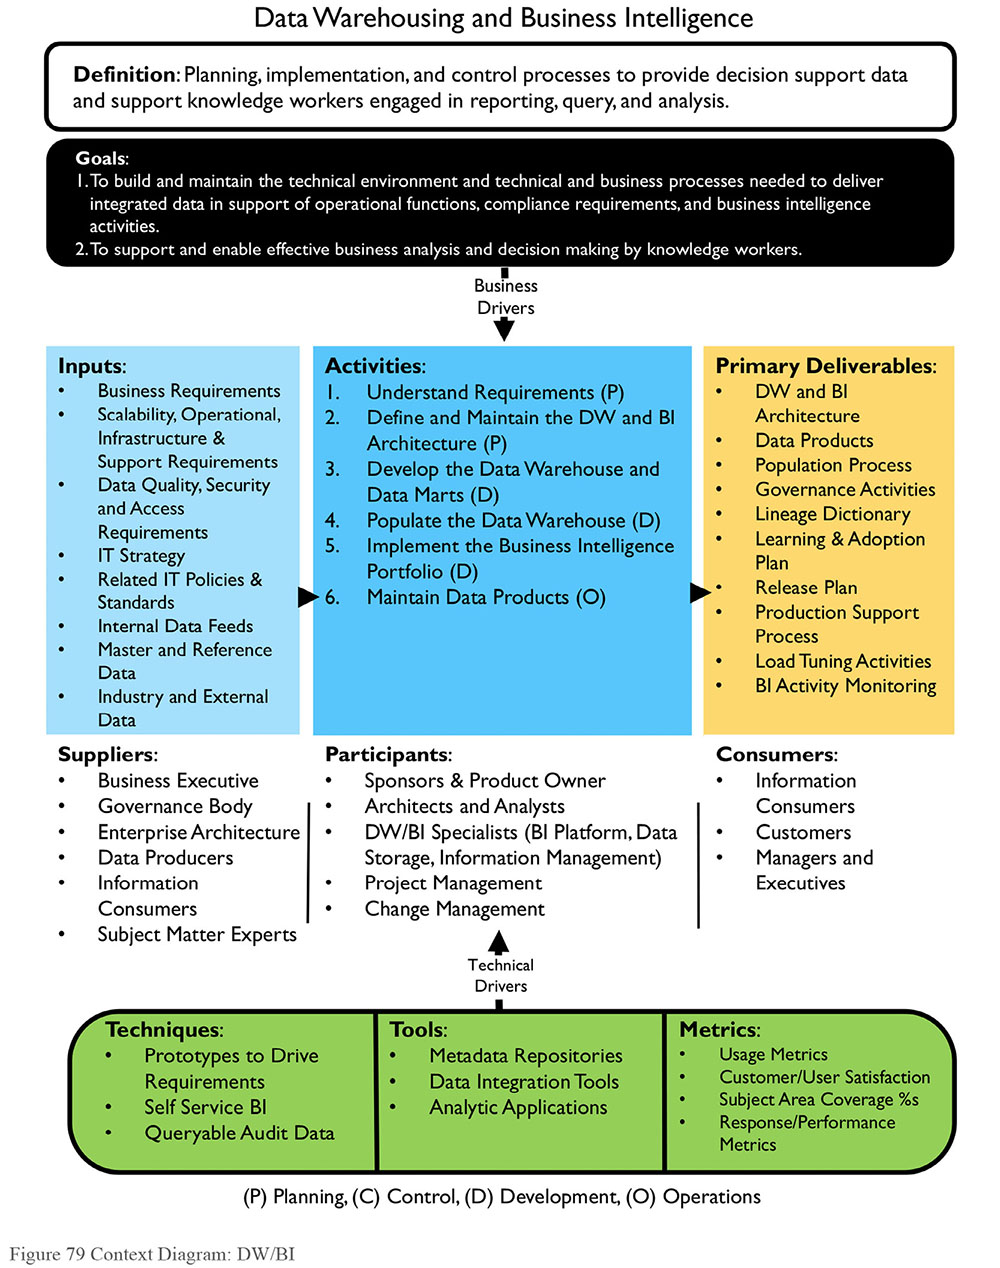 Data Warehousing and Business Intelligence
Definition: Planning, implementation, and control processes to provide decision support data
and support knowledge workers engaged in reporting, query, and analysis.
Goals:
1. To build and maintain the technical environment and technical and business processes needed to deliver
integrated data in support of operational functions, compliance requirements, and business intelligence
activities.
2. To support and enable effective business analysis and decision making by knowledge workers.
Business
Drivers
Inputs:
• Business Requirements
• Scalability, Operational,
Infrastructure &
Support Requirements
• Data Quality, Security
and Access
Requirements
• IT Strategy
• Related IT Policies &
Standards
• Internal Data Feeds
• Master and Reference
Data
• Industry and External
Data
Activities:
1. Understand Requirements (P)
2. Define and Maintain the DW and BI
Architecture (P)
3. Develop the Data Warehouse and
Data Marts (D)
4. Populate the Data Warehouse (D)
5. Implement the Business Intelligence
Portfolio (D)
6. Maintain Data Products (O)
Primary Deliverables:
• DW and BI
Architecture
• Data Products
• Population Process
• Governance Activities
• Lineage Dictionary
• Learning & Adoption
Plan
• Release Plan
• Production Support
Process
• Load Tuning Activities
• BI Activity Monitoring
Suppliers:
• Business Executive
• Governance Body
• Enterprise Architecture
• Data Producers
• Information
Consumers
• Subject Matter Experts
Participants:
• Sponsors & Product Owner
• Architects and Analysts
• DW/BI Specialists (BI Platform, Data
Storage, Information Management)
• Project Management
• Change Management
Consumers:
• Information
Consumers
• Customers
• Managers and
Executives
Technical
Drivers
Techniques:
• Prototypes to Drive
Requirements
• Self Service BI
• Queryable Audit Data
Tools:
• Metadata Repositories
• Data Integration Tools
• Analytic Applications
Metrics:
• Usage Metrics
• Customer/User Satisfaction
• Subject Area Coverage %s
• Response/Performance
Metrics
(P) Planning, (C) Control, (D) Development, (O) Operations
Figure 79 Context Diagram: DW/BI